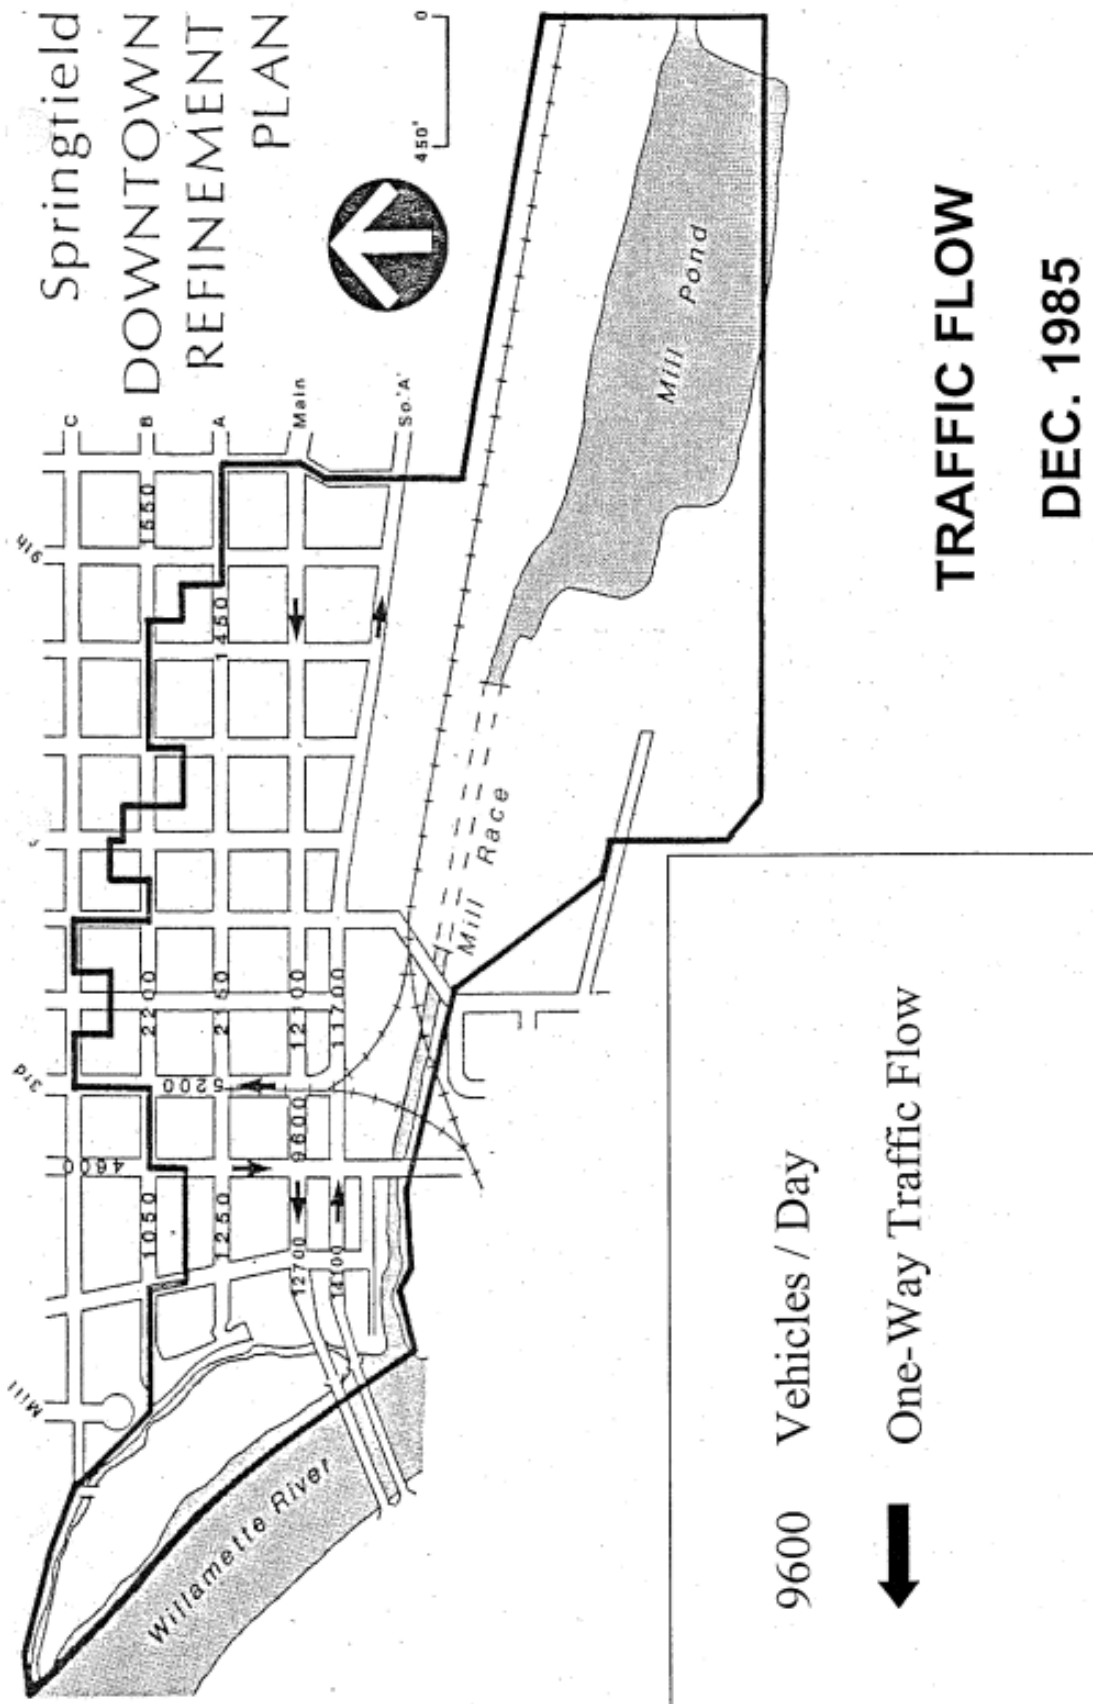 Springfield
DOWNTOWN
REFINEMENT
PLAN
450'
0
C
B
A
Main
So.'A'
9th
3rd
Mill
1550
1450
2200
2150
12100
11700
5200
9600
4600
1050
1250
12700
14100
Mill Race
Mill Pond
Willamette River
9600 Vehicles / Day
One-Way Traffic Flow
TRAFFIC FLOW
DEC. 1985